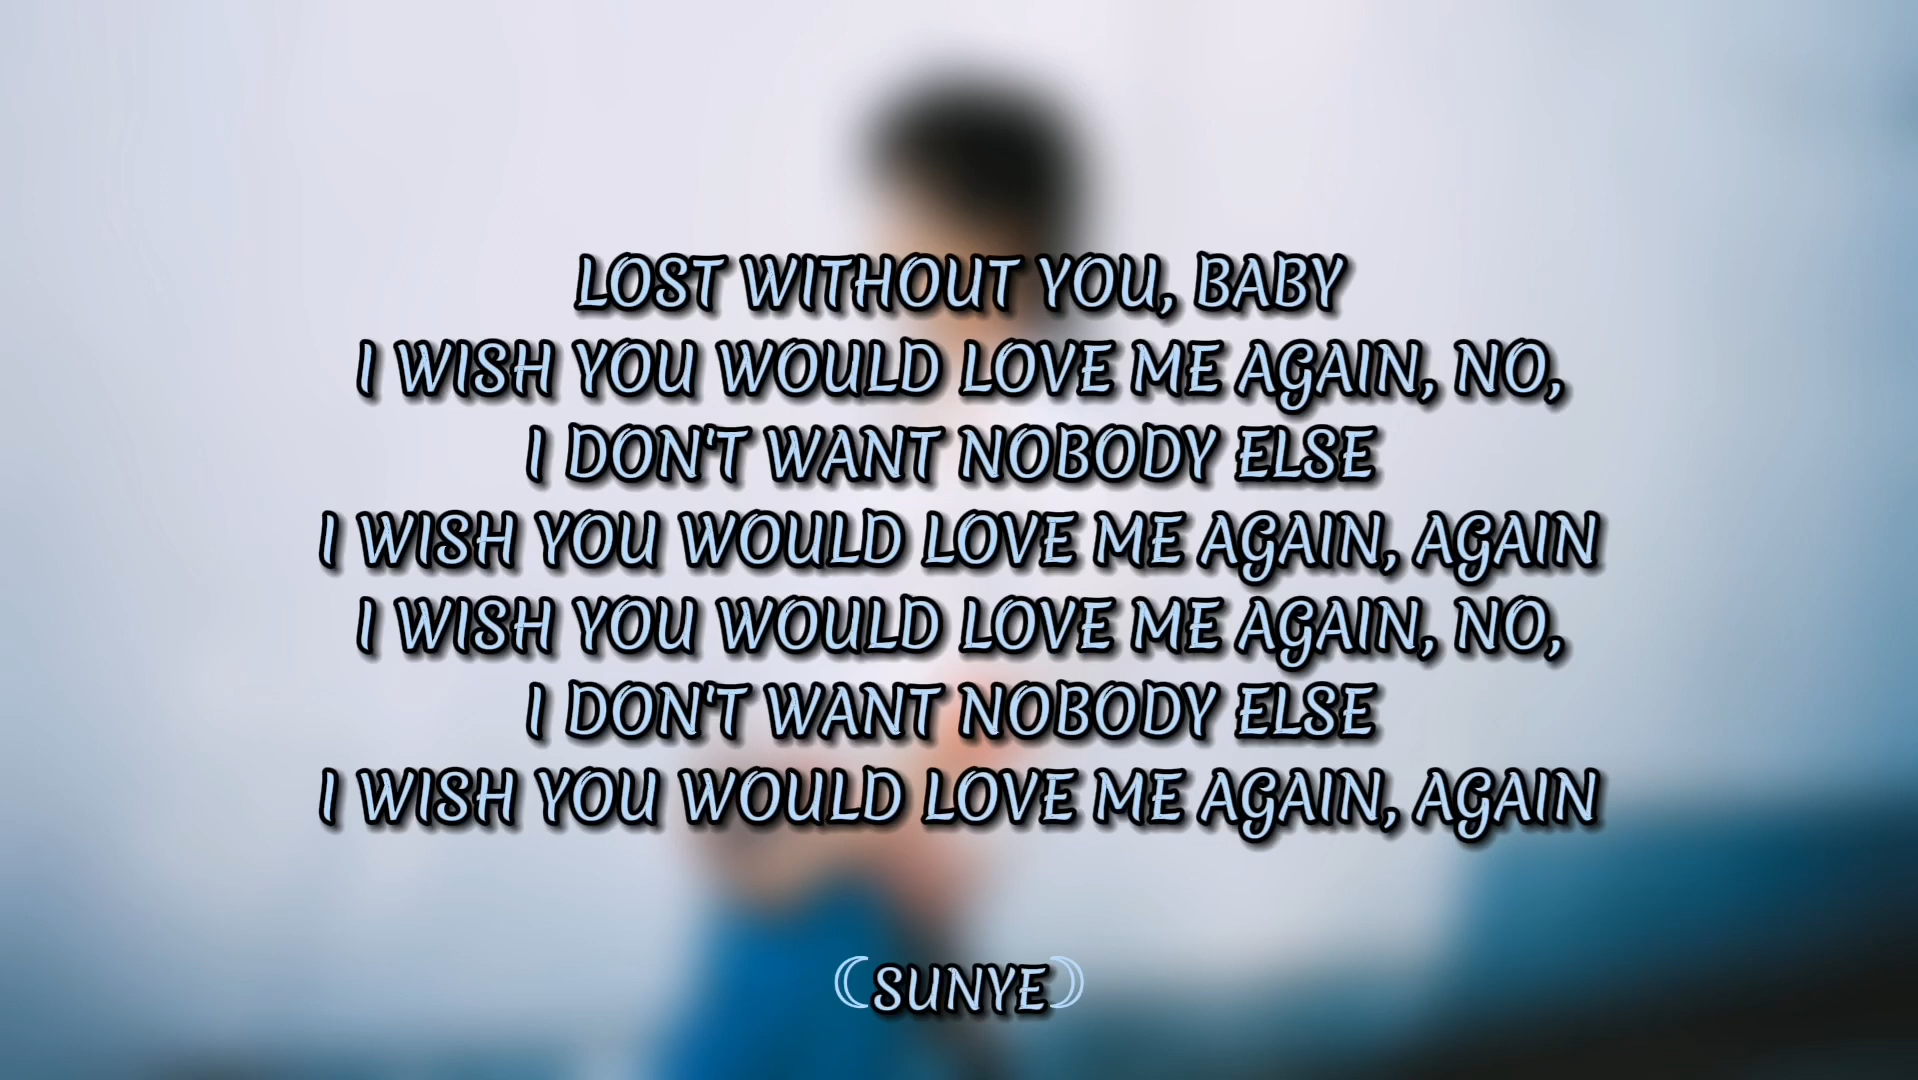 LOST WITHOUT YOU, BABY
I WISH YOU WOULD LOVE ME AGAIN, NO,
I DON'T WANT NOBODY ELSE
I WISH YOU WOULD LOVE ME AGAIN, AGAIN
I WISH YOU WOULD LOVE ME AGAIN, NO,
I DON'T WANT NOBODY ELSE
I WISH YOU WOULD LOVE ME AGAIN, AGAIN
☾SUNYE☽